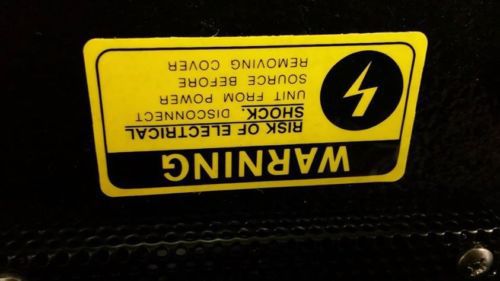 WARNING
RISK OF ELECTRICAL
SHOCK. DISCONNECT
UNIT FROM POWER
SOURCE BEFORE
REMOVING COVER